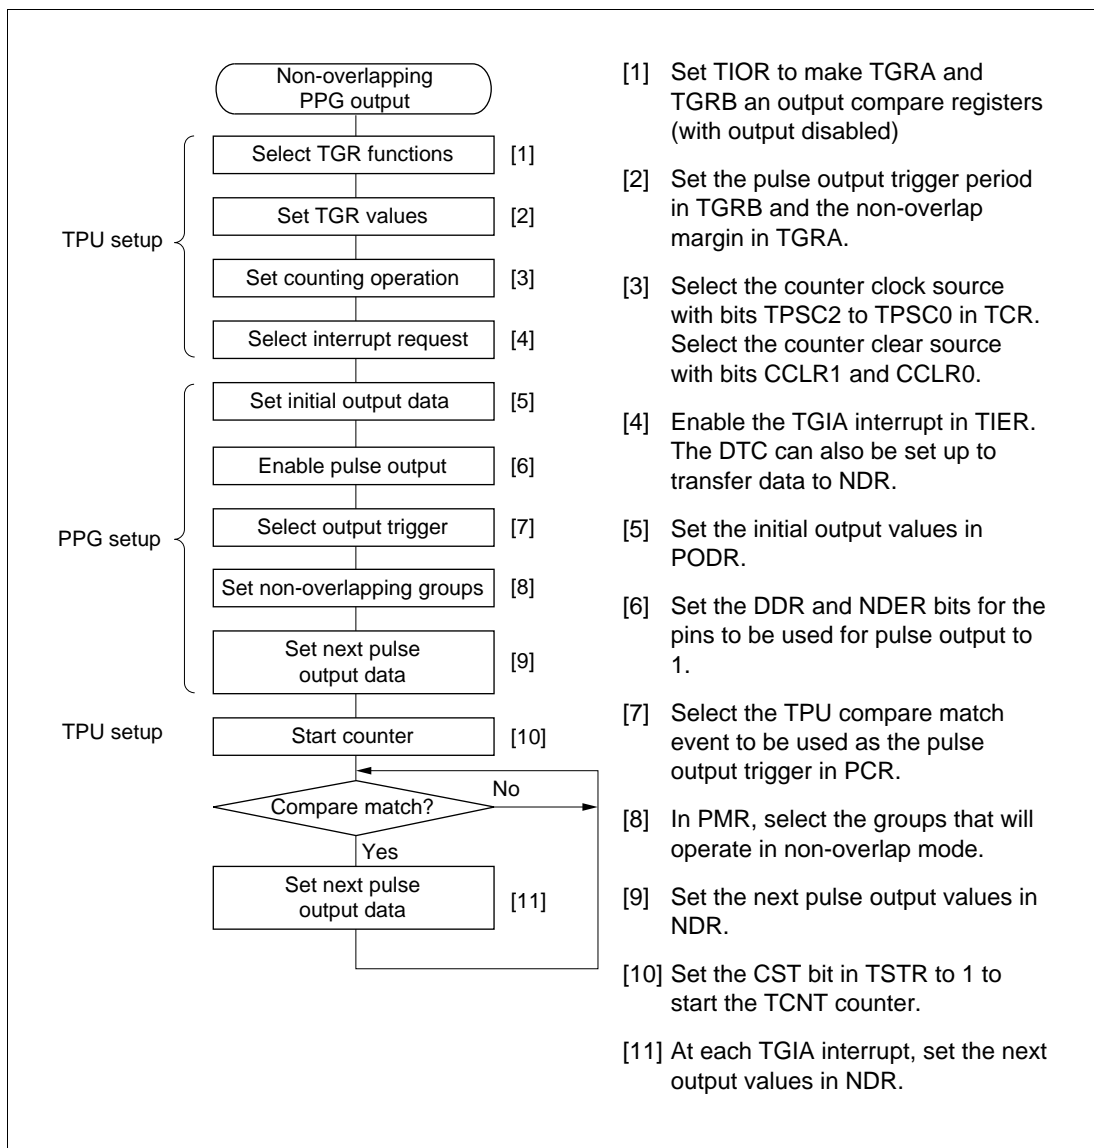 Non-overlapping
PPG output
Select TGR functions [1]
Set TGR values [2]
TPU setup
Set counting operation [3]
Select interrupt request [4]
Set initial output data [5]
Enable pulse output [6]
Select output trigger [7]
PPG setup
Set non-overlapping groups [8]
Set next pulse
output data
[9]
TPU setup
Start counter [10]
Compare match?
No
Yes
Set next pulse
output data
[11]
[1] Set TIOR to make TGRA and
TGRB an output compare registers
(with output disabled)
[2] Set the pulse output trigger period
in TGRB and the non-overlap
margin in TGRA.
[3] Select the counter clock source
with bits TPSC2 to TPSC0 in TCR.
Select the counter clear source
with bits CCLR1 and CCLR0.
[4] Enable the TGIA interrupt in TIER.
The DTC can also be set up to
transfer data to NDR.
[5] Set the initial output values in
PODR.
[6] Set the DDR and NDER bits for the
pins to be used for pulse output to
1.
[7] Select the TPU compare match
event to be used as the pulse
output trigger in PCR.
[8] In PMR, select the groups that will
operate in non-overlap mode.
[9] Set the next pulse output values in
NDR.
[10] Set the CST bit in TSTR to 1 to
start the TCNT counter.
[11] At each TGIA interrupt, set the next
output values in NDR.